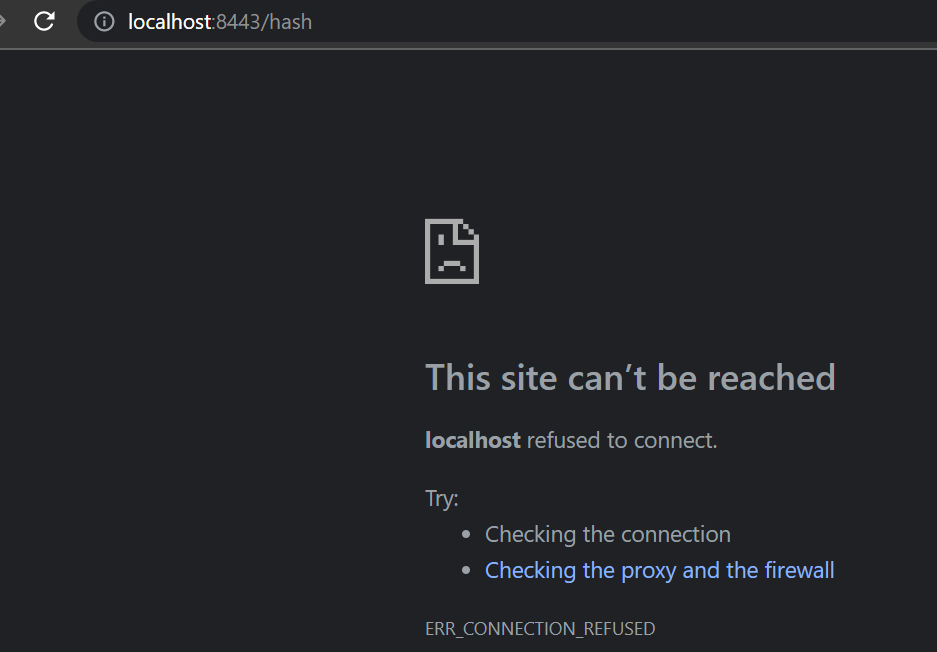 localhost:8443/hash
This site can’t be reached
localhost refused to connect.
Try:
• Checking the connection
• Checking the proxy and the firewall
ERR_CONNECTION_REFUSED